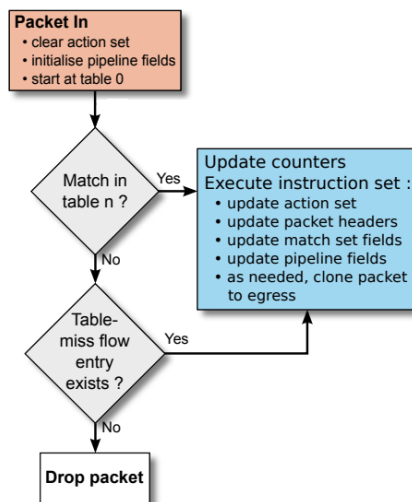 Packet In
• clear action set
• initialise pipeline fields
• start at table 0
Match in
table n ?
Yes
Update counters
Execute instruction set :
• update action set
• update packet headers
• update match set fields
• update pipeline fields
• as needed, clone packet
to egress
No
Table-
miss flow
entry
exists ?
Yes
No
Drop packet